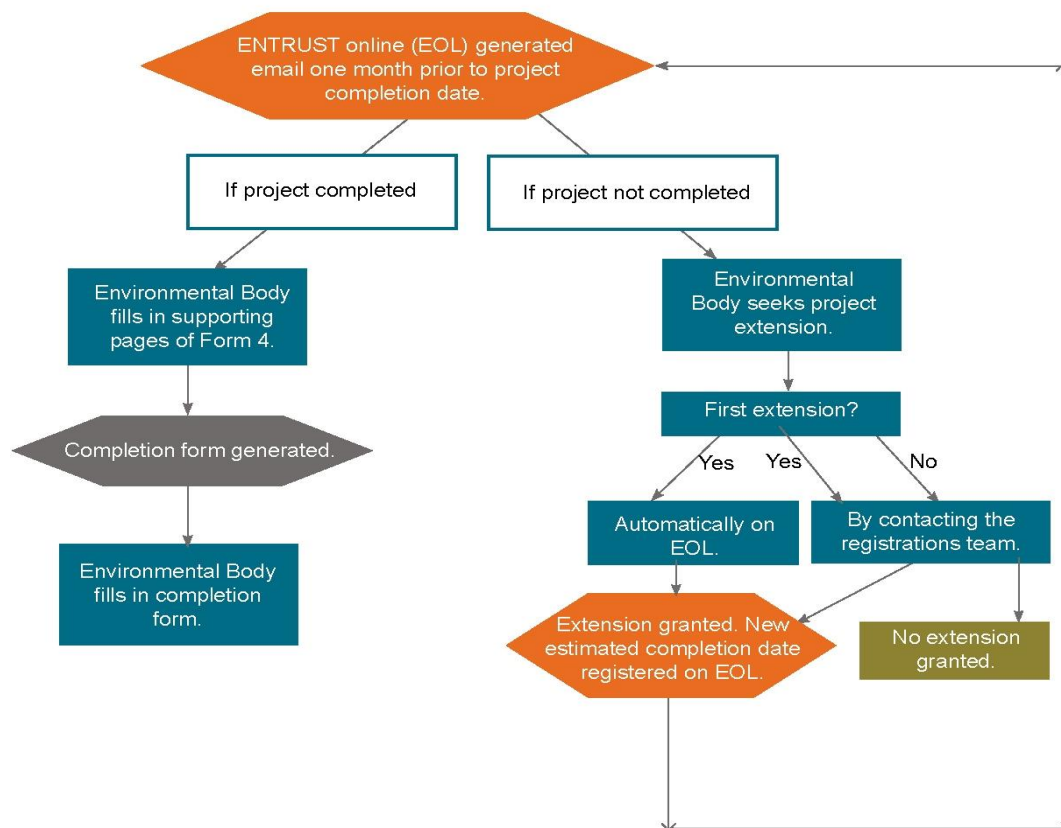 ENTRUST online (EOL) generated
email one month prior to project
completion date.
If project completed
If project not completed
Environmental Body
fills in supporting
pages of Form 4.
Environmental
Body seeks project
extension.
First extension?
Completion form generated.
Yes
Yes
No
Automatically on
EOL.
By contacting the
registrations team.
Environmental Body
fills in completion
form.
Extension granted. New
estimated completion date
registered on EOL.
No extension
granted.